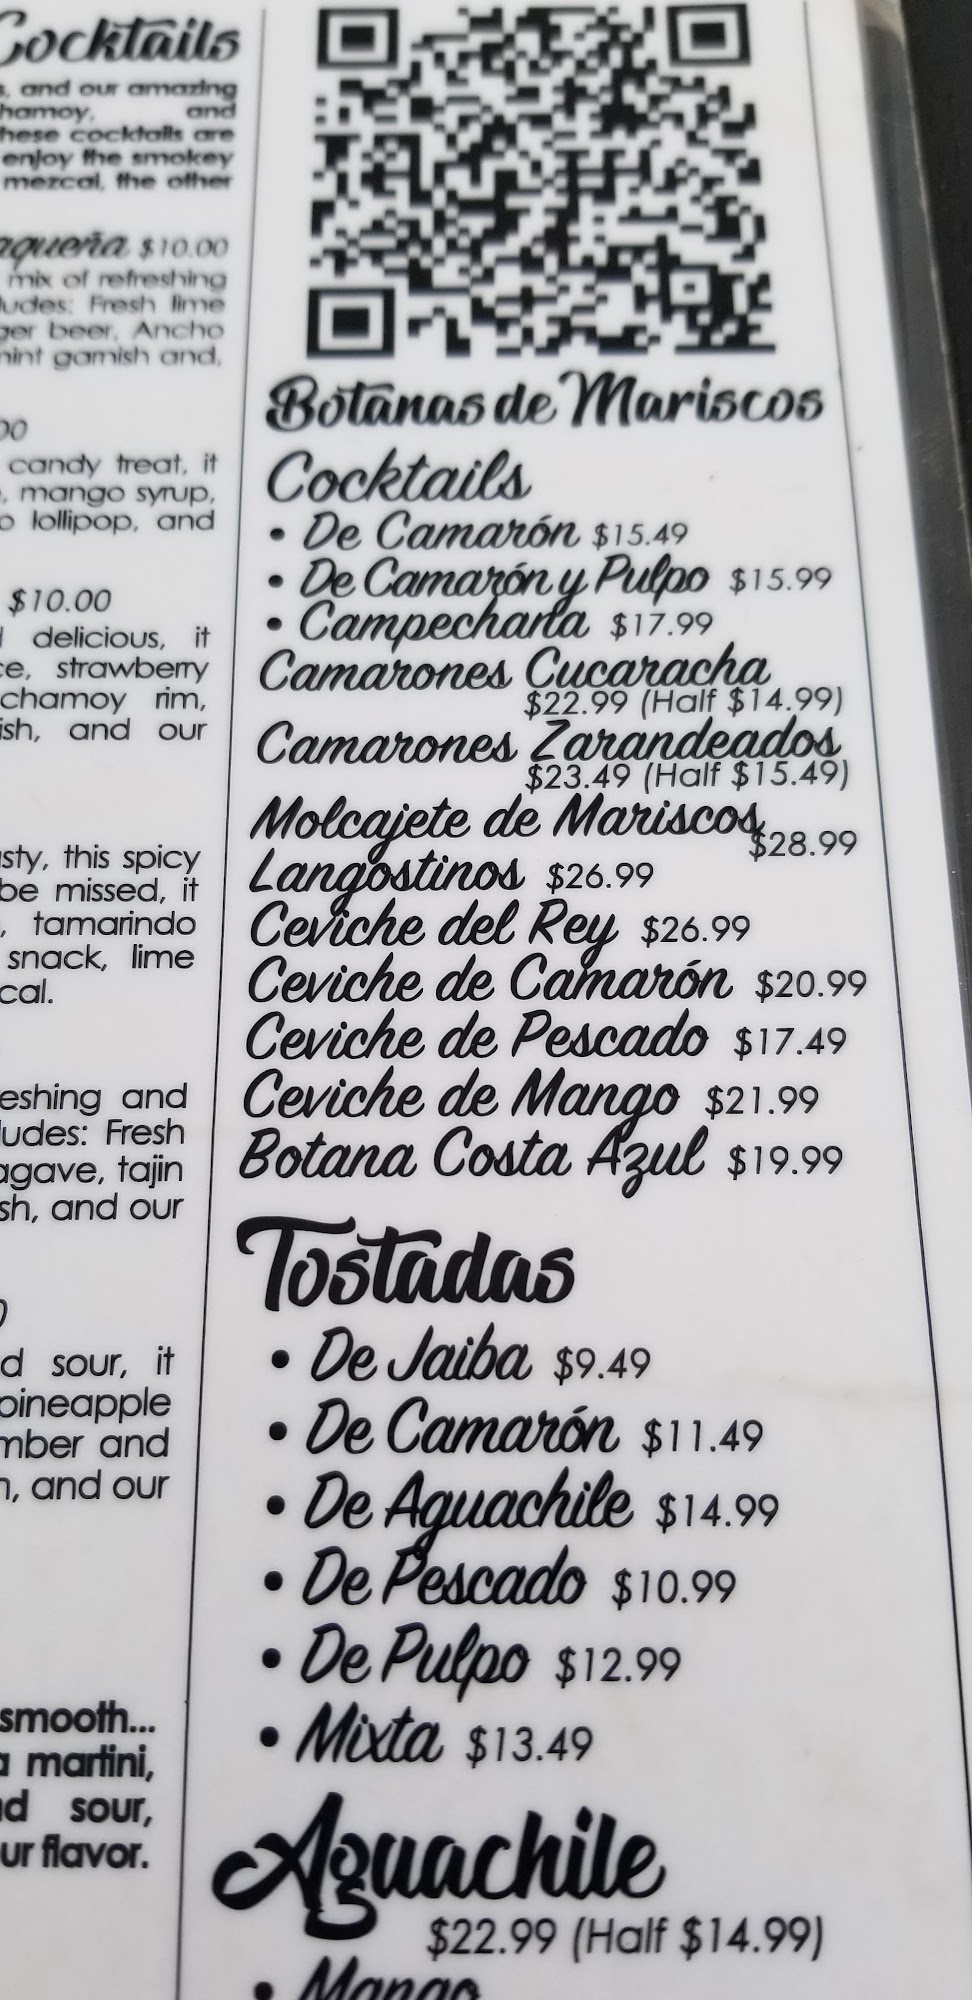 Cocktails
and our amazing
hamoy, and
hese cocktails are
enjoy the smokey
mezcal, the other
aqueña $10.00
mix of refreshing
ludes: Fresh lime
ger beer, Ancho
mint garnish and,
00
candy treat, it
, mango syrup,
o lollipop, and
$10.00
delicious, it
ce, strawberry
chamoy rim,
ish, and our
asty, this spicy
be missed, it
, tamarindo
snack, lime
cal.
eshing and
ludes: Fresh
agave, tajin
sh, and our
d sour, it
pineapple
mber and
n, and our
smooth...
a martini,
nd sour,
ur flavor.
Botanas de Mariscos
Cocktails
• De Camarón $15.49
• De Camarón y Pulpo $15.99
• Campechana $17.99
Camarones Cucaracha
$22.99 (Half $14.99)
Camarones Zarandeados
$23.49 (Half $15.49)
Molcajete de Mariscos
$28.99
Langostinos $26.99
Ceviche del Rey $26.99
Ceviche de Camarón $20.99
Ceviche de Pescado $17.49
Ceviche de Mango $21.99
Botana Costa Azul $19.99
Tostadas
• De Jaiba $9.49
• De Camarón $11.49
• De Aguachile $14.99
• De Pescado $10.99
• De Pulpo $12.99
• Mixta $13.49
Aguachile
$22.99 (Half $14.99)
• Mango